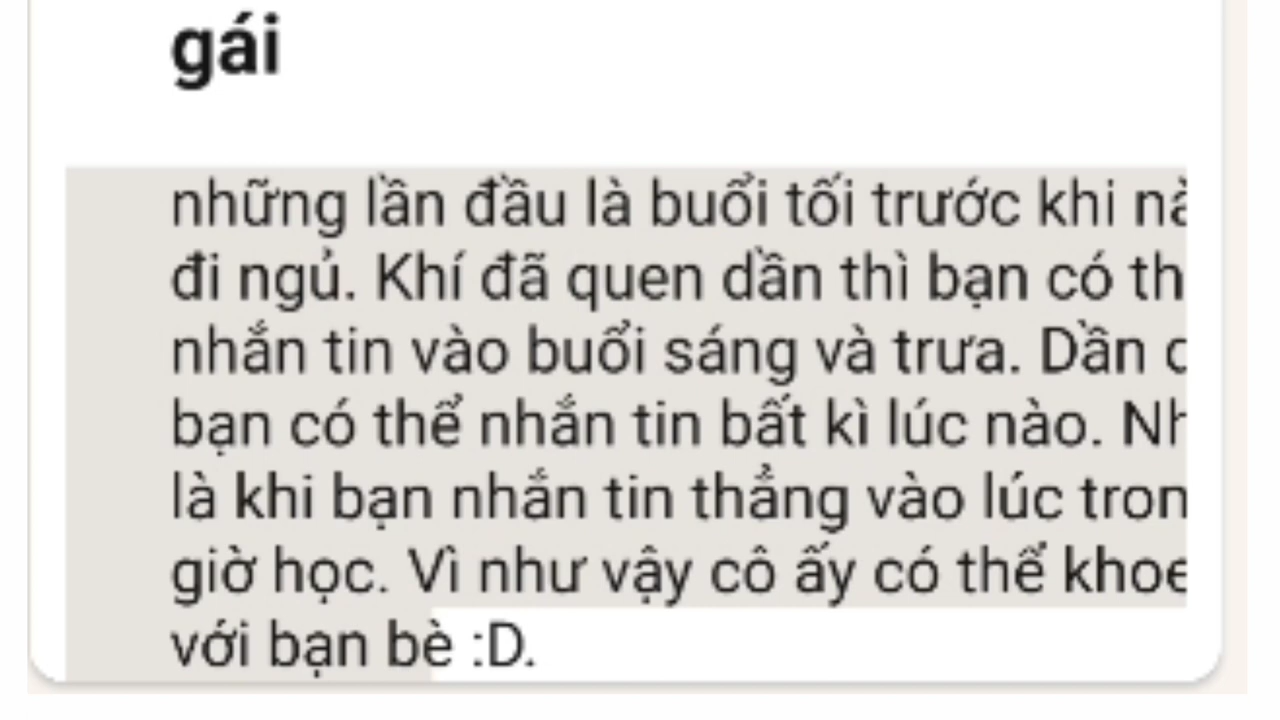 gái
những lần đầu là buổi tối trước khi
đi ngủ. Khí đã quen dần thì bạn có
nhắn tin vào buổi sáng và trưa. Dần
bạn có thể nhắn tin bất kì lúc nào.
là khi bạn nhắn tin thẳng vào lúc
giờ học. Vì như vậy cô ấy có thể khoe
với bạn bè :D.